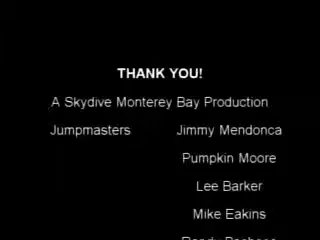 THANK YOU!
A Skydive Monterey Bay Production
Jumpmasters Jimmy Mendonca
Pumpkin Moore
Lee Barker
Mike Eakins